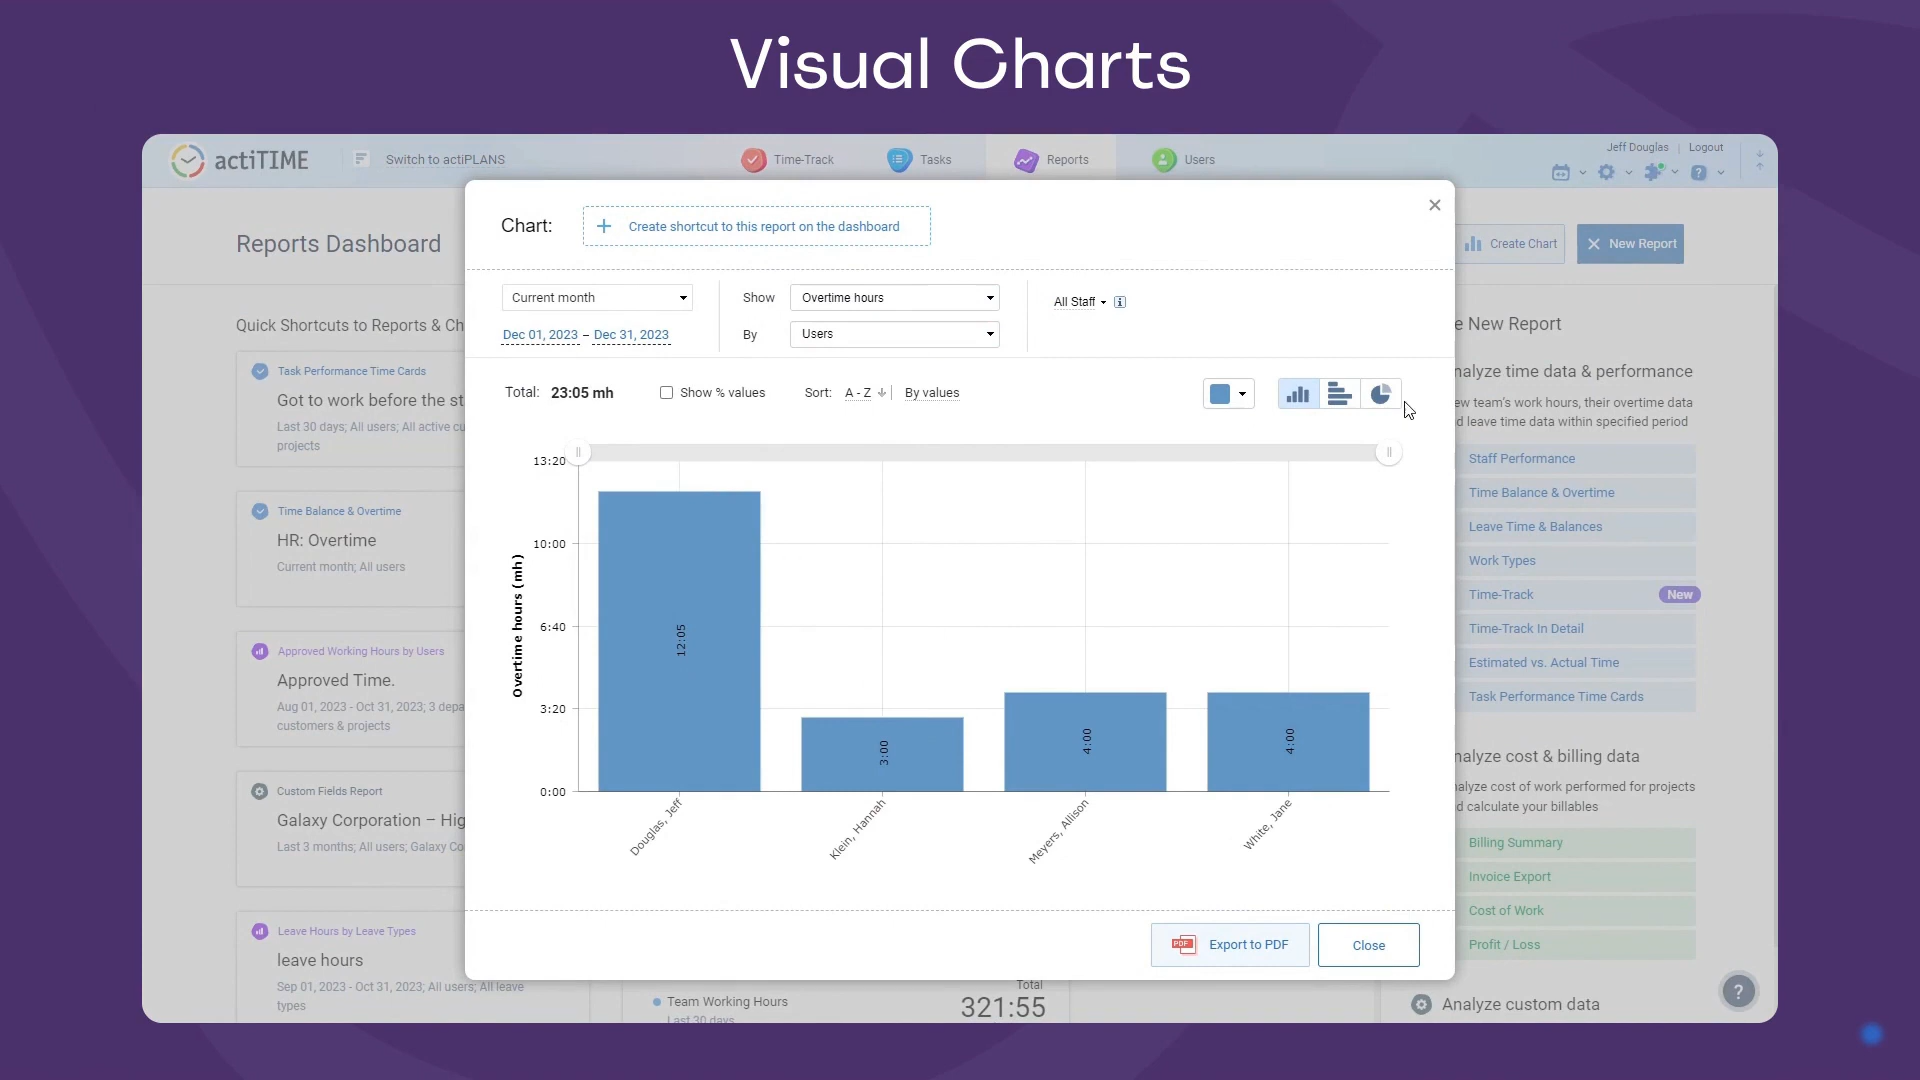 Visual Charts
actiTIME
Switch to actiPLANS
Time-Track
Tasks
Reports
Users
Jeff Douglas
Logout
Reports Dashboard
Create Chart
New Report
Chart:
Create shortcut to this report on the dashboard
Current month
Dec 01, 2023 – Dec 31, 2023
Show
Overtime hours
By
Users
All Staff
Total: 23:05 mh
Show % values
Sort: A - Z
By values
Overtime hours (mh)
13:20
10:00
6:40
3:20
0:00
12:05
3:00
4:00
4:00
Douglas, Jeff
Klein, Hannah
Meyers, Allison
White, Jane
PDF
Export to PDF
Close
Quick Shortcuts to Reports & Ch
Task Performance Time Cards
Got to work before the st
Last 30 days; All users; All active cu
projects
Time Balance & Overtime
HR: Overtime
Current month; All users
Approved Working Hours by Users
Approved Time.
Aug 01, 2023 - Oct 31, 2023; 3 depa
customers & projects
Custom Fields Report
Galaxy Corporation – Hig
Last 3 months; All users; Galaxy Co
Leave Hours by Leave Types
leave hours
Sep 01, 2023 - Oct 31, 2023; All users; All leave
types
Team Working Hours
Last 30 days
Total
321:55
e New Report
nalyze time data & performance
ew team's work hours, their overtime data
d leave time data within specified period
Staff Performance
Time Balance & Overtime
Leave Time & Balances
Work Types
Time-Track
New
Time-Track In Detail
Estimated vs. Actual Time
Task Performance Time Cards
nalyze cost & billing data
nalyze cost of work performed for projects
d calculate your billables
Billing Summary
Invoice Export
Cost of Work
Profit / Loss
Analyze custom data
?